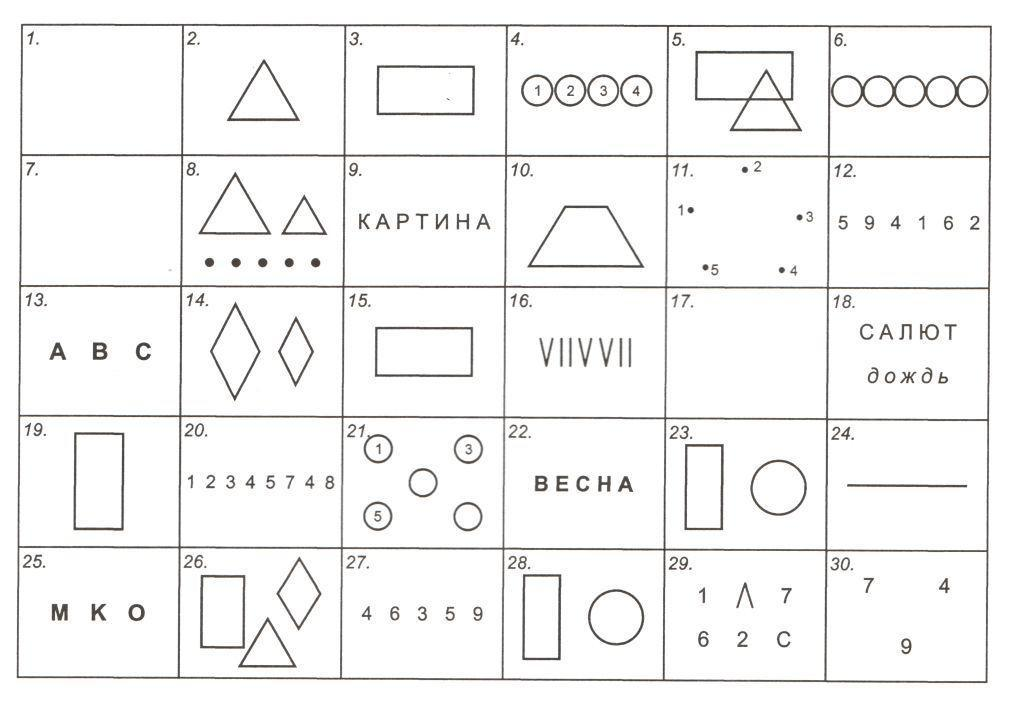 1. 2. 3. 4. 5. 6.
1 2 3 4
7. 8. 9. 10. 11. 12.
2
КАРТИНА
1 3
5 9 4 1 6 2
5 4
13. 14. 15. 16. 17. 18.
САЛЮТ
А В С
VIIVVII
дождь
19. 20. 21. 22. 23. 24.
1 3
1 2 3 4 5 7 4 8
ВЕСНА
5
25. 26. 27. 28. 29. 30.
7 4
1 Λ 7
М К О
4 6 3 5 9
6 2 С
9